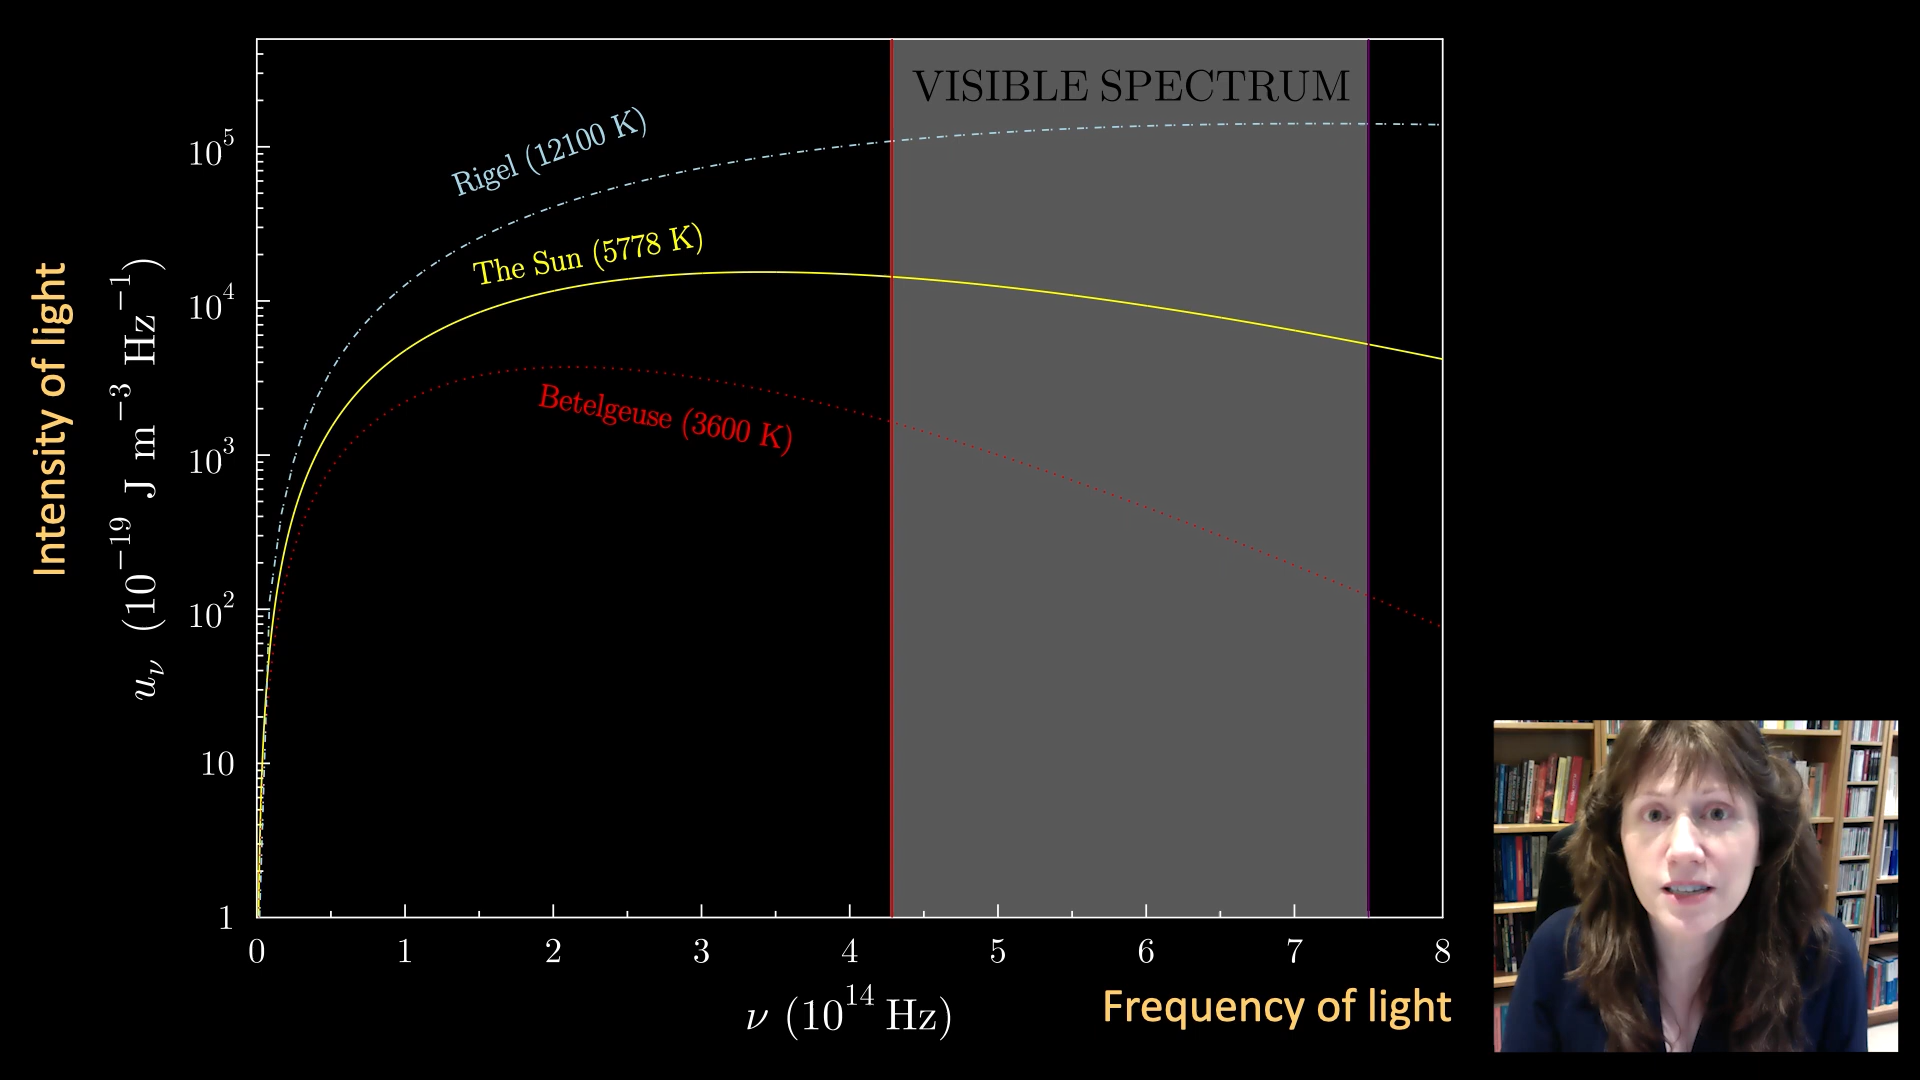 VISIBLE SPECTRUM
Rigel (12100 K)
The Sun (5778 K)
Betelgeuse (3600 K)
Intensity of light
u_ν (10^−19 J m^−3 Hz^−1)
10^5
10^4
10^3
10^2
10
1
0 1 2 3 4 5 6 7 8
ν (10^14 Hz)
Frequency of light